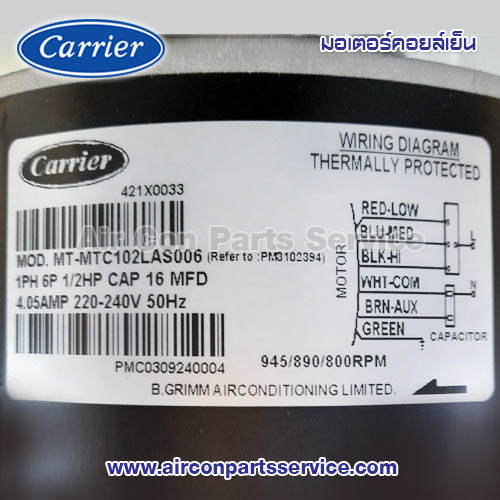 Carrier
มอเตอร์คอยล์เย็น
Carrier
WIRING DIAGRAM
THERMALLY PROTECTED
421X0033
Air Con Parts Service
MOD. MT-MTC102LAS006 (Refer to :PM3102394)
1PH 6P 1/2HP CAP 16 MFD
4.05AMP 220-240V 50Hz
MOTOR
RED-LOW
BLU-MED
BLK-HI
WHT-COM
BRN-AUX
GREEN
L
N
CAPACITOR
PMC0309240004
945/890/800RPM
B.GRIMM AIRCONDITIONING LIMITED.
www.airconpartsservice.com